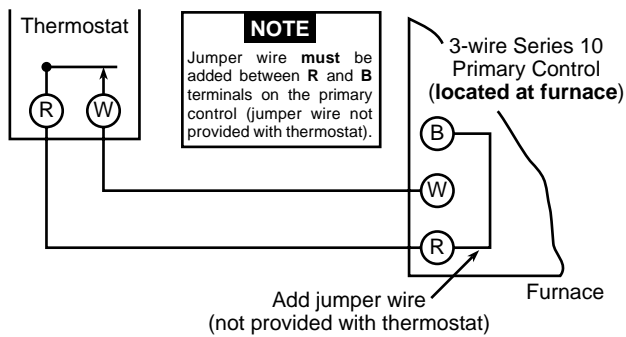 Thermostat
R
W
NOTE
Jumper wire must be
added between R and B
terminals on the primary
control (jumper wire not
provided with thermostat).
3-wire Series 10
Primary Control
(located at furnace)
B
W
R
Add jumper wire
(not provided with thermostat)
Furnace